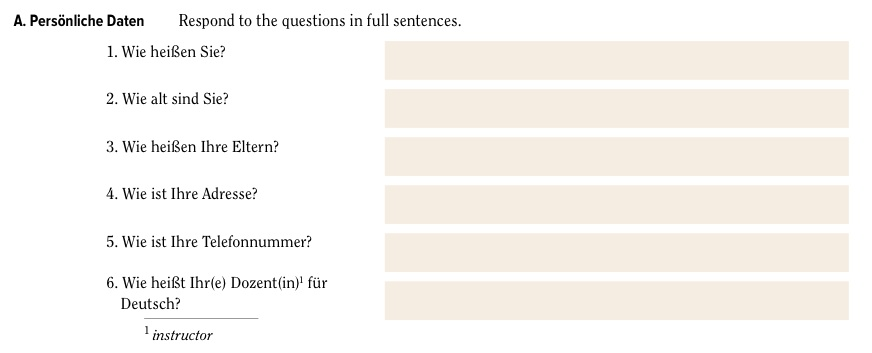 A. Persönliche Daten Respond to the questions in full sentences.
1. Wie heißen Sie?
2. Wie alt sind Sie?
3. Wie heißen Ihre Eltern?
4. Wie ist Ihre Adresse?
5. Wie ist Ihre Telefonnummer?
6. Wie heißt Ihr(e) Dozent(in)¹ für
Deutsch?
¹ instructor